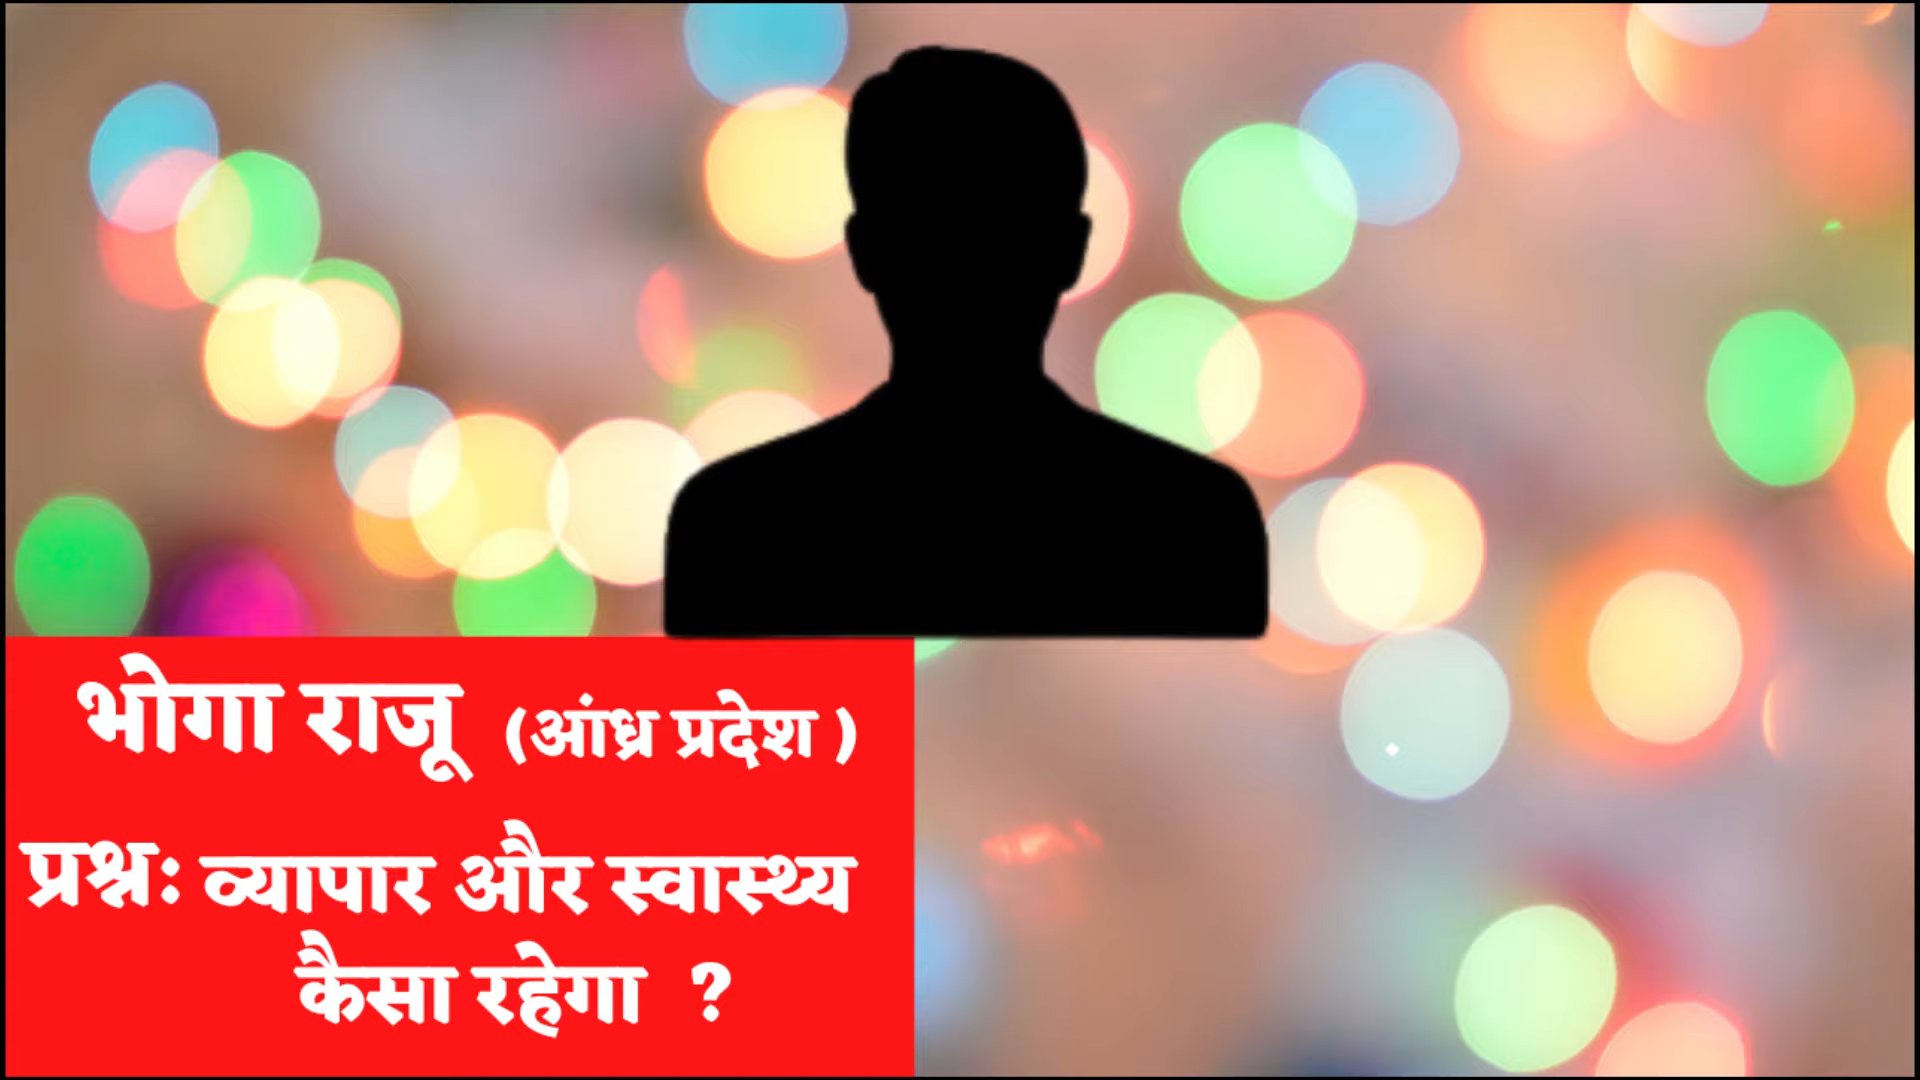 भोगा राजू (आंध्र प्रदेश )
प्रश्न: व्यापार और स्वास्थ्य
कैसा रहेगा ?